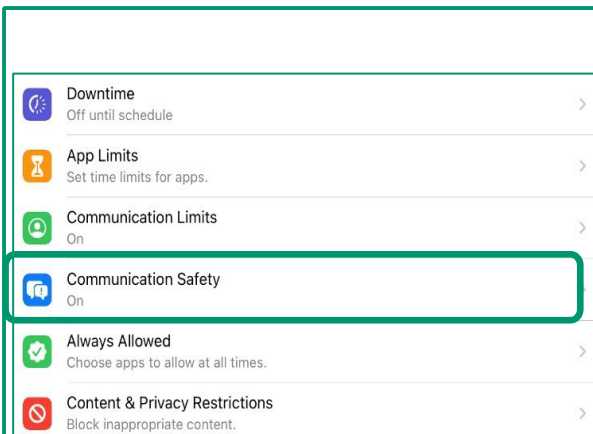 Downtime
Off until schedule
App Limits
Set time limits for apps.
Communication Limits
On
Communication Safety
On
Always Allowed
Choose apps to allow at all times.
Content & Privacy Restrictions
Block inappropriate content.